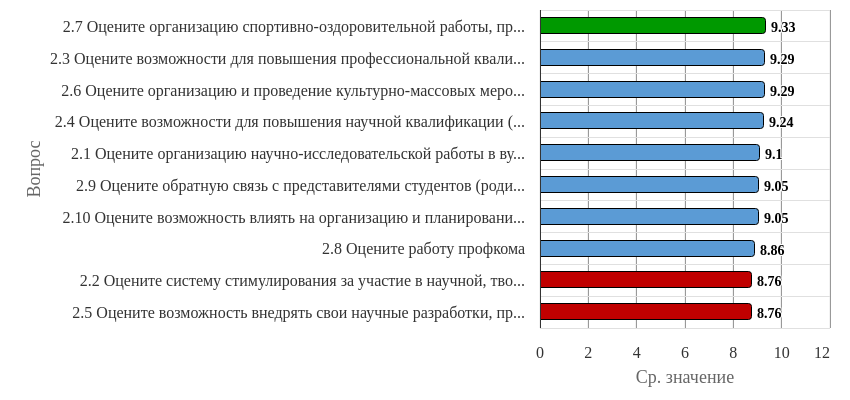 2.7 Оцените организацию спортивно-оздоровительной работы, пр... 9.33
2.3 Оцените возможности для повышения профессиональной квали... 9.29
2.6 Оцените организацию и проведение культурно-массовых меро... 9.29
2.4 Оцените возможности для повышения научной квалификации (... 9.24
2.1 Оцените организацию научно-исследовательской работы в ву... 9.1
2.9 Оцените обратную связь с представителями студентов (роди... 9.05
2.10 Оцените возможность влиять на организацию и планировани... 9.05
2.8 Оцените работу профкома 8.86
2.2 Оцените систему стимулирования за участие в научной, тво... 8.76
2.5 Оцените возможность внедрять свои научные разработки, пр... 8.76
Вопрос
0 2 4 6 8 10 12
Ср. значение